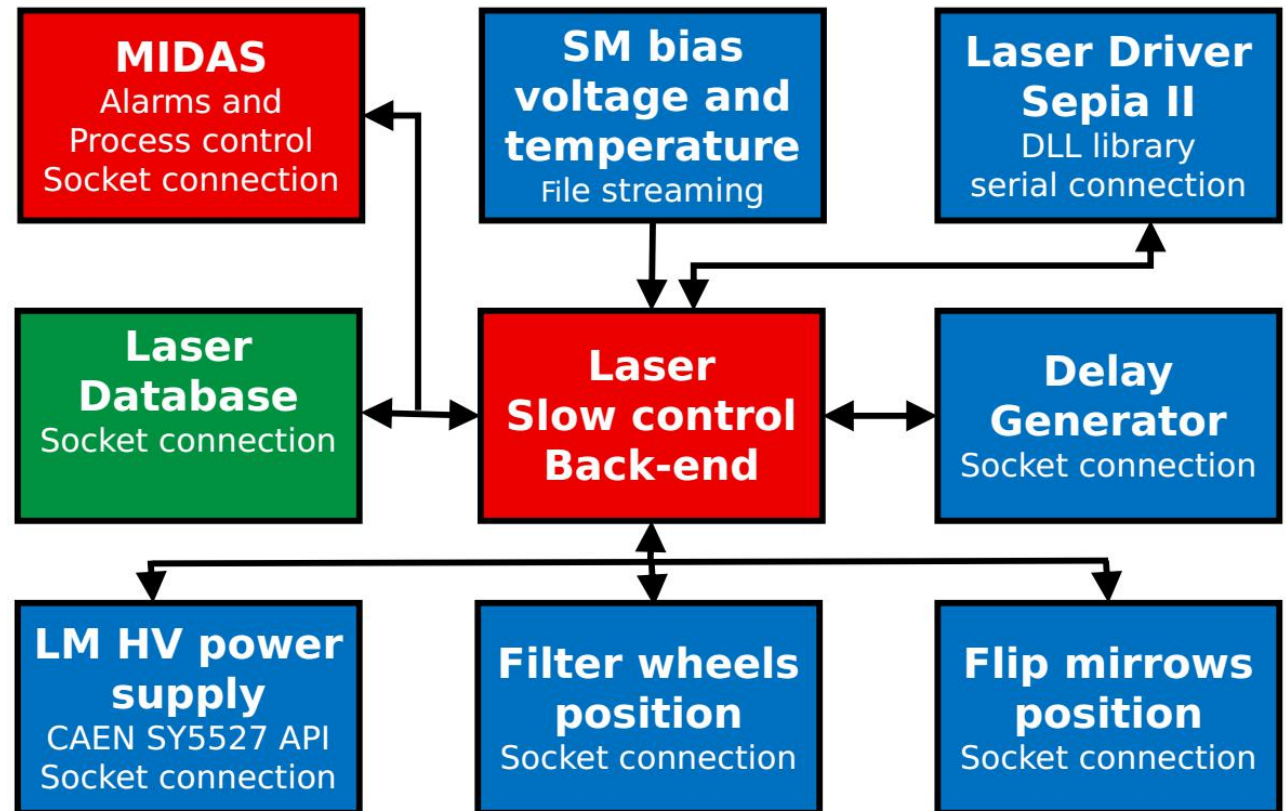 MIDAS
Alarms and
Process control
Socket connection
SM bias
voltage and
temperature
File streaming
Laser Driver
Sepia II
DLL library
serial connection
Laser
Database
Socket connection
Laser
Slow control
Back-end
Delay
Generator
Socket connection
LM HV power
supply
CAEN SY5527 API
Socket connection
Filter wheels
position
Socket connection
Flip mirrows
position
Socket connection